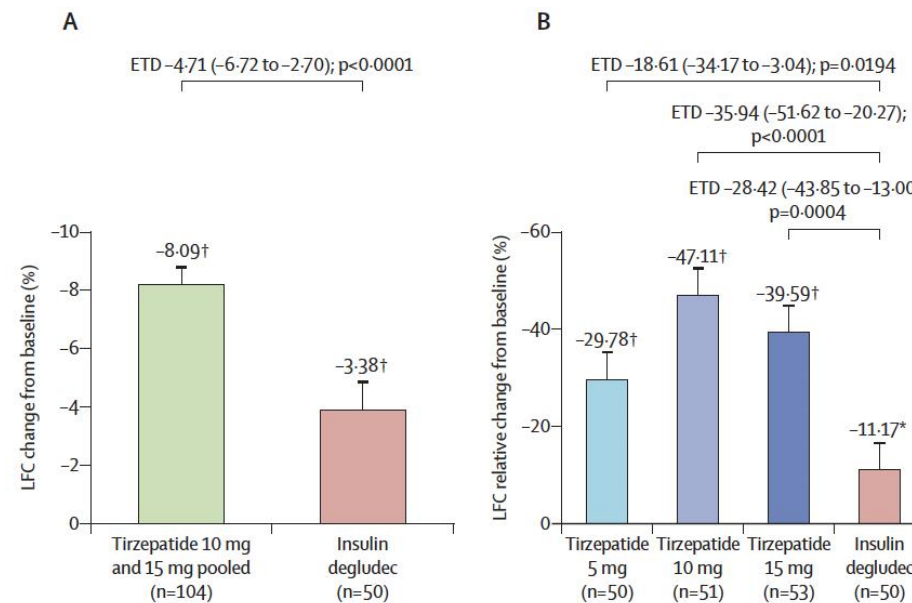 A
ETD –4·71 (–6·72 to –2·70); p<0·0001
LFC change from baseline (%)
–10
–8
–6
–4
–2
0
–8·09†
–3·38†
Tirzepatide 10 mg
and 15 mg pooled
(n=104)
Insulin
degludec
(n=50)
B
ETD –18·61 (–34·17 to –3·04); p=0·0194
ETD –35·94 (–51·62 to –20·27);
p<0·0001
ETD –28·42 (–43·85 to –13·00
p=0·0004
LFC relative change from baseline (%)
–60
–40
–20
0
–29·78†
–47·11†
–39·59†
–11·17*
Tirzepatide
5 mg
(n=50)
Tirzepatide
10 mg
(n=51)
Tirzepatide
15 mg
(n=53)
Insulin
degludec
(n=50)